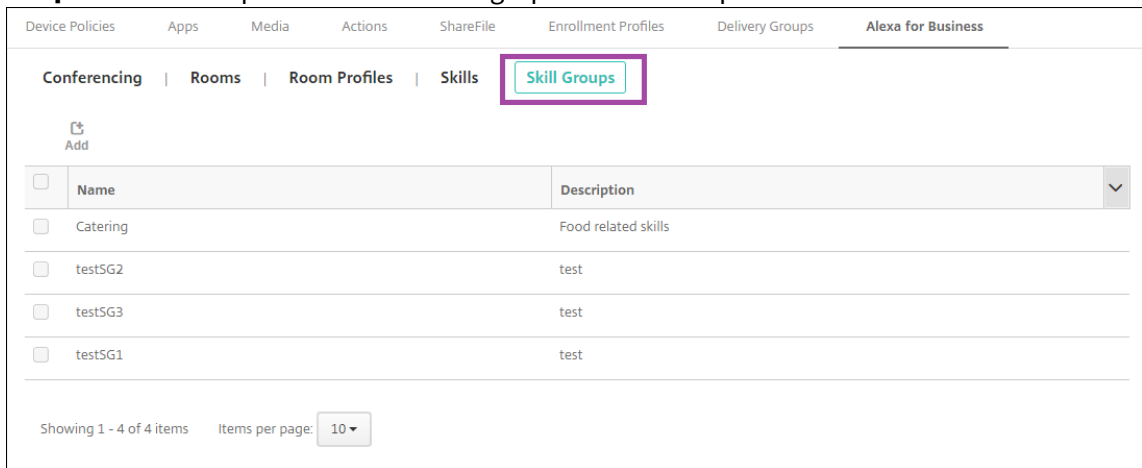 Device Policies Apps Media Actions ShareFile Enrollment Profiles Delivery Groups Alexa for Business
Conferencing | Rooms | Room Profiles | Skills Skill Groups
Add
Name Description
Catering Food related skills
testSG2 test
testSG3 test
testSG1 test
Showing 1 - 4 of 4 items Items per page: 10